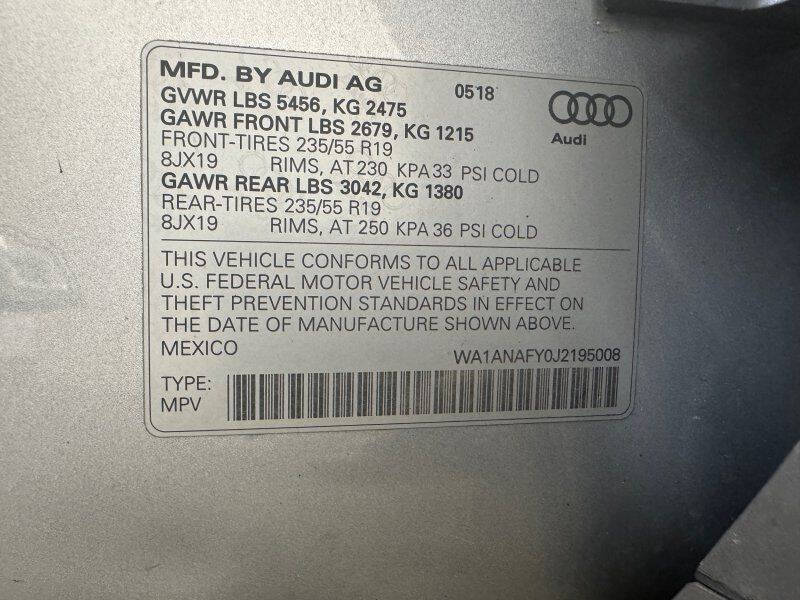 MFD. BY AUDI AG 0518
GVWR LBS 5456, KG 2475
GAWR FRONT LBS 2679, KG 1215
Audi
FRONT-TIRES 235/55 R19
8JX19 RIMS, AT 230 KPA 33 PSI COLD
GAWR REAR LBS 3042, KG 1380
REAR-TIRES 235/55 R19
8JX19 RIMS, AT 250 KPA 36 PSI COLD
THIS VEHICLE CONFORMS TO ALL APPLICABLE
U.S. FEDERAL MOTOR VEHICLE SAFETY AND
THEFT PREVENTION STANDARDS IN EFFECT ON
THE DATE OF MANUFACTURE SHOWN ABOVE.
MEXICO WA1ANAFY0J2195008
TYPE:
MPV